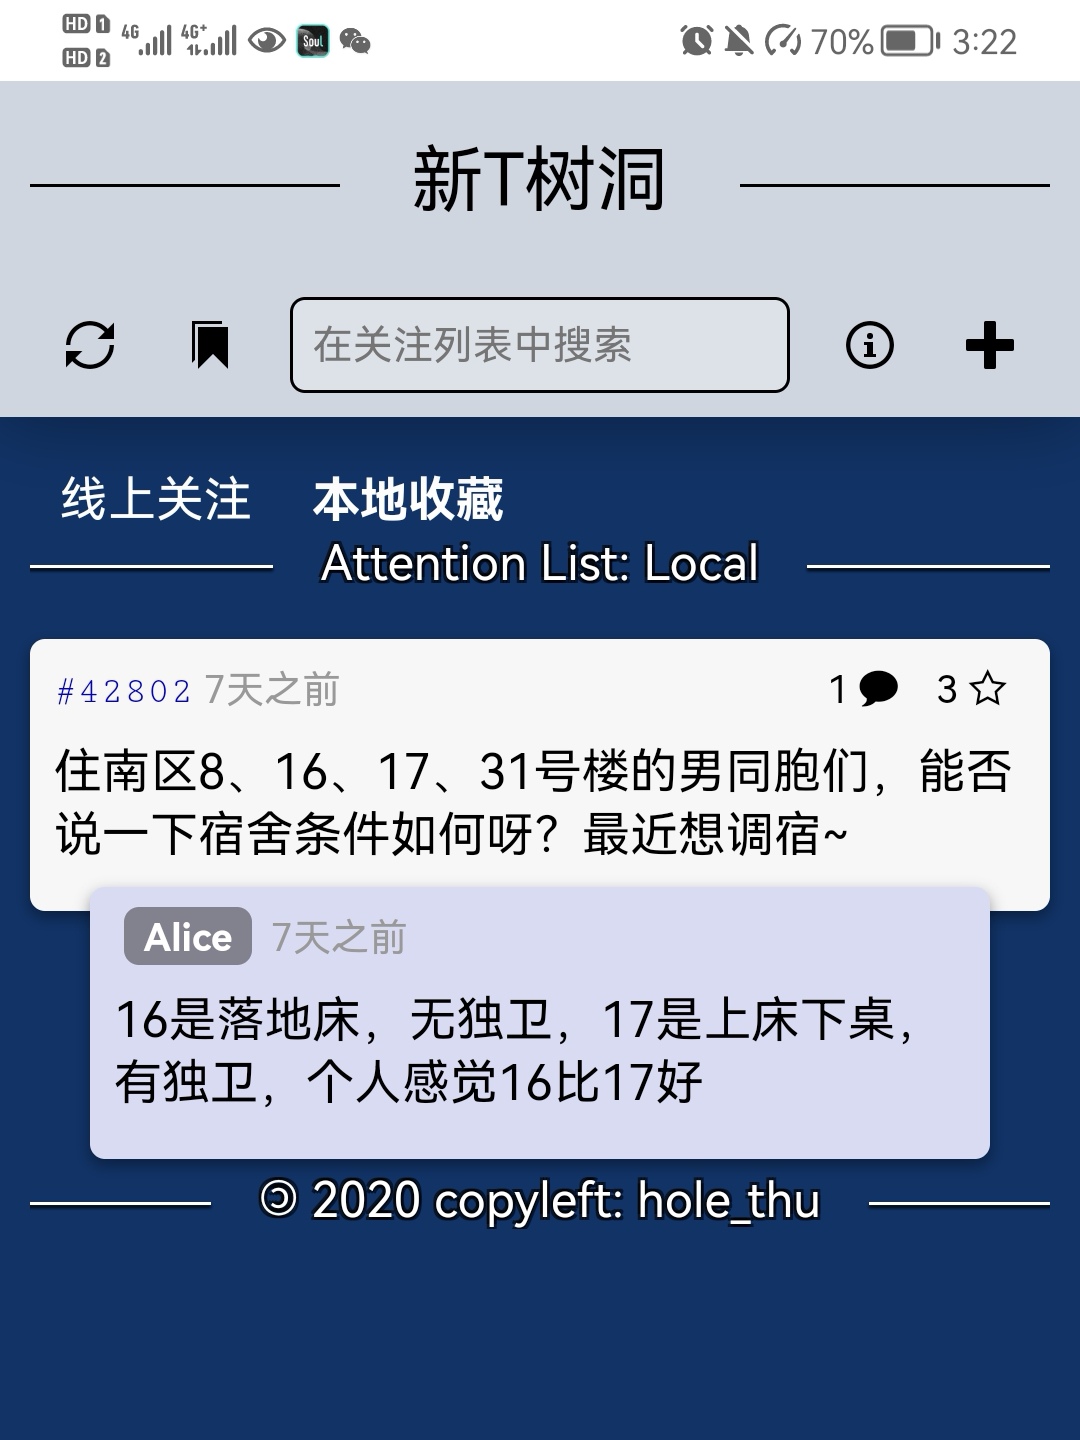 HD 1 4G 4G+ Soul 70% 3:22
HD 2
新T树洞
在关注列表中搜索
线上关注 本地收藏
Attention List: Local
#42802 7天之前 1 3
住南区8、16、17、31号楼的男同胞们，能否
说一下宿舍条件如何呀？最近想调宿~
Alice 7天之前
16是落地床，无独卫，17是上床下桌，
有独卫，个人感觉16比17好
🄯 2020 copyleft: hole_thu